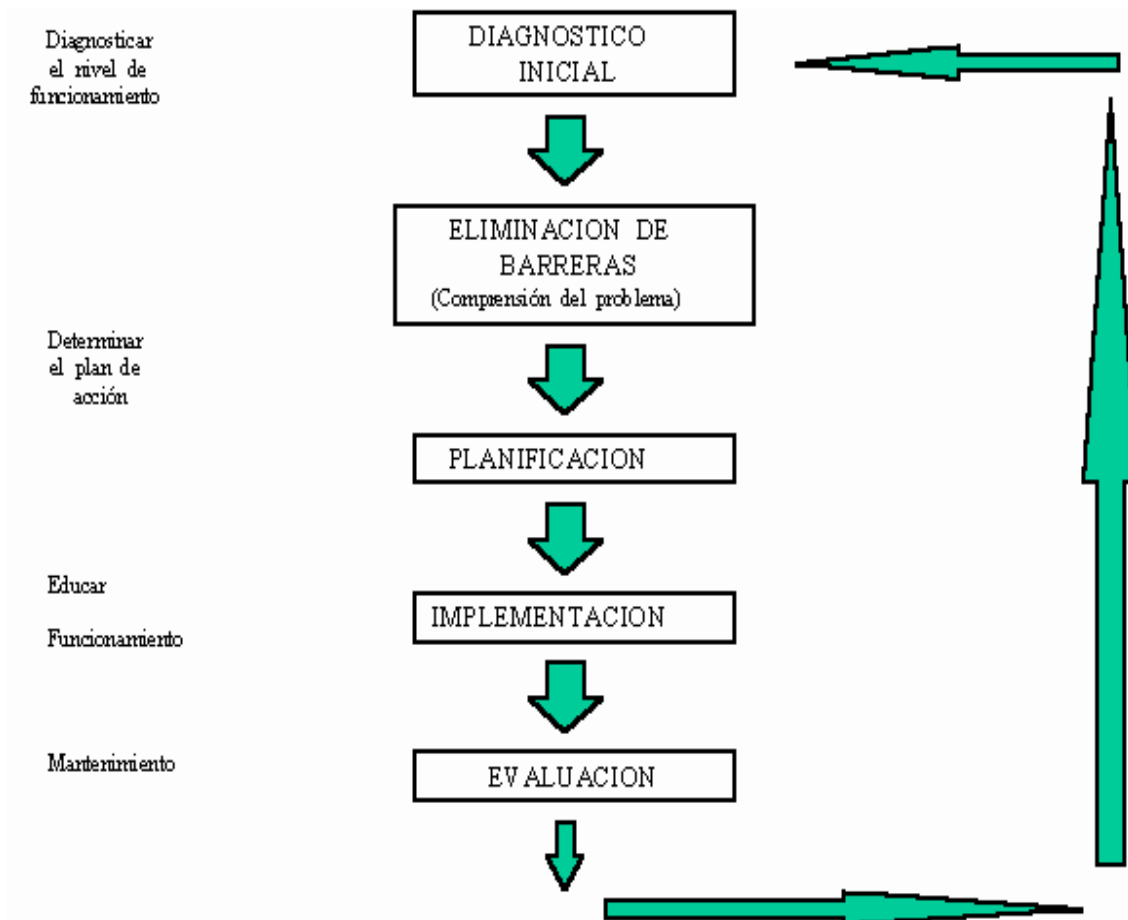 Diagnosticar
el nivel de
funcionamiento
DIAGNOSTICO
INICIAL
ELIMINACION DE
BARRERAS
(Comprensión del problema)
Determinar
el plan de
acción
PLANIFICACION
Educar
Funcionamiento
IMPLEMENTACION
Mantenimiento
EVALUACION